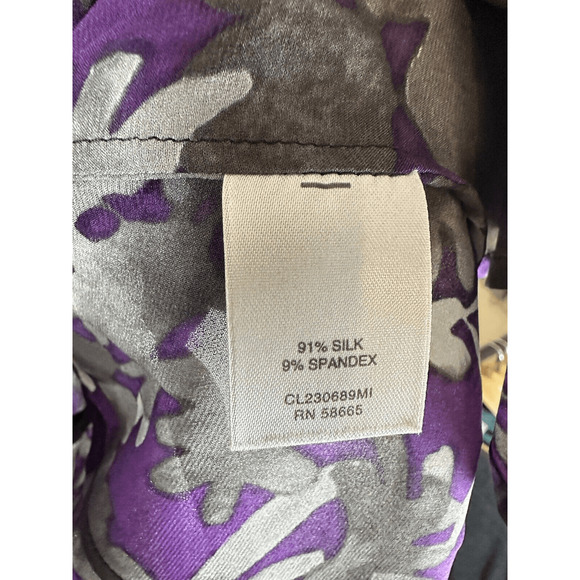 91% SILK
9% SPANDEX
CL230689MI
RN 58665